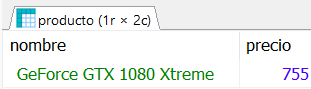 producto (1r × 2c)
nombre precio
GeForce GTX 1080 Xtreme 755